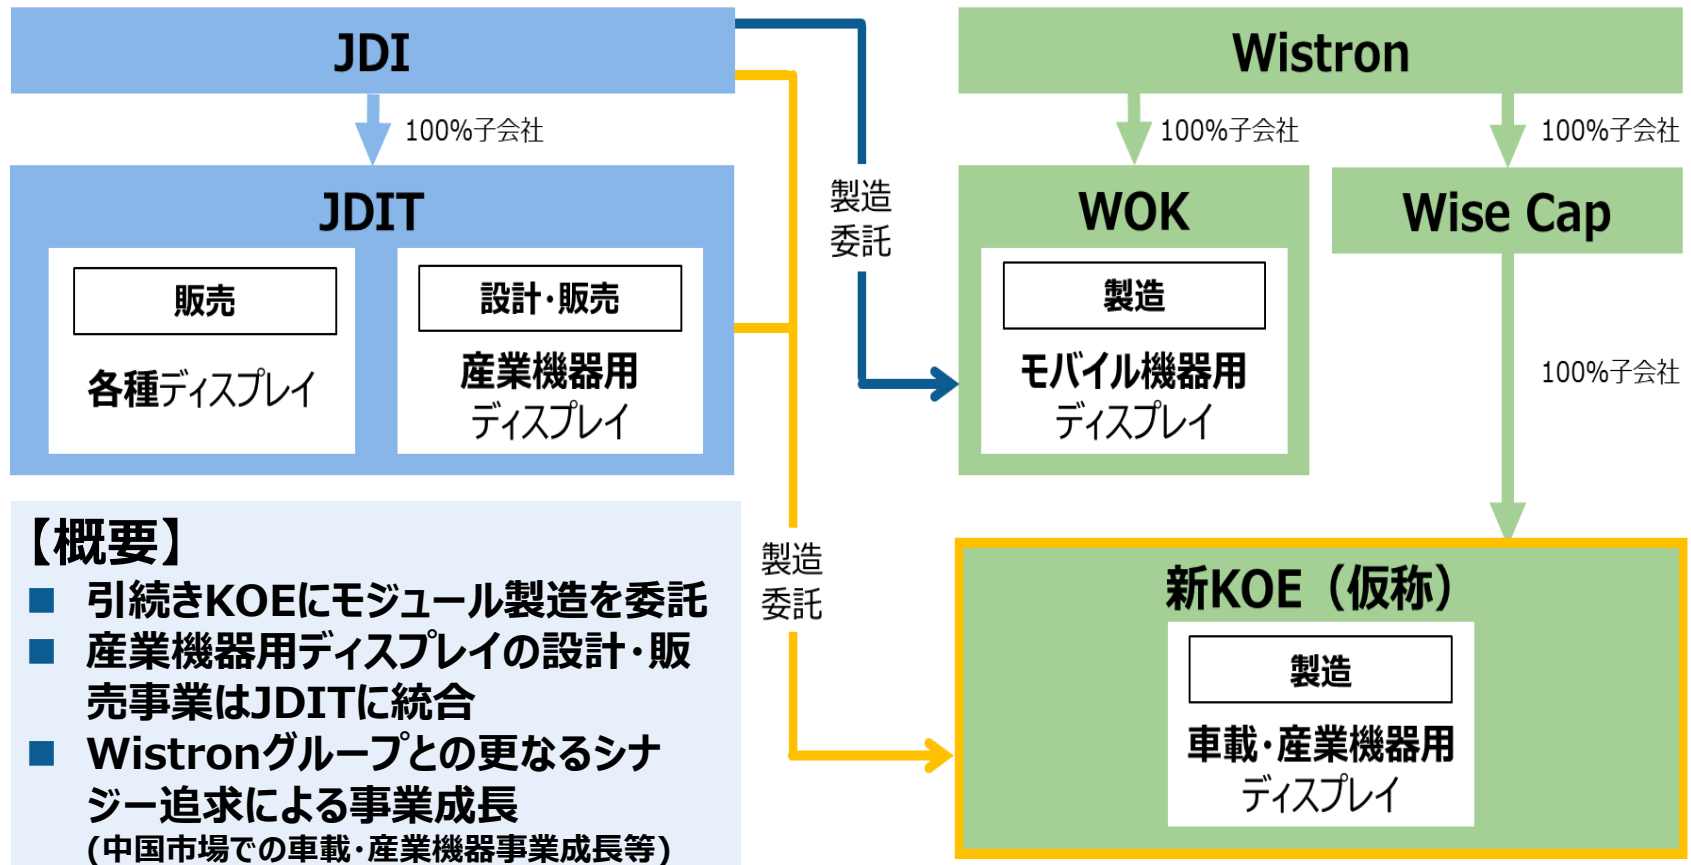 JDI
Wistron
100%子会社
100%子会社
100%子会社
JDIT
販売
各種ディスプレイ
設計･販売
産業機器用
ディスプレイ
製造
委託
WOK
製造
モバイル機器用
ディスプレイ
Wise Cap
100%子会社
【概要】
■ 引続きKOEにモジュール製造を委託
■ 産業機器用ディスプレイの設計･販
売事業はJDITに統合
■ Wistronグループとの更なるシナ
ジー追求による事業成長
(中国市場での車載･産業機器事業成長等)
製造
委託
新KOE（仮称）
製造
車載･産業機器用
ディスプレイ